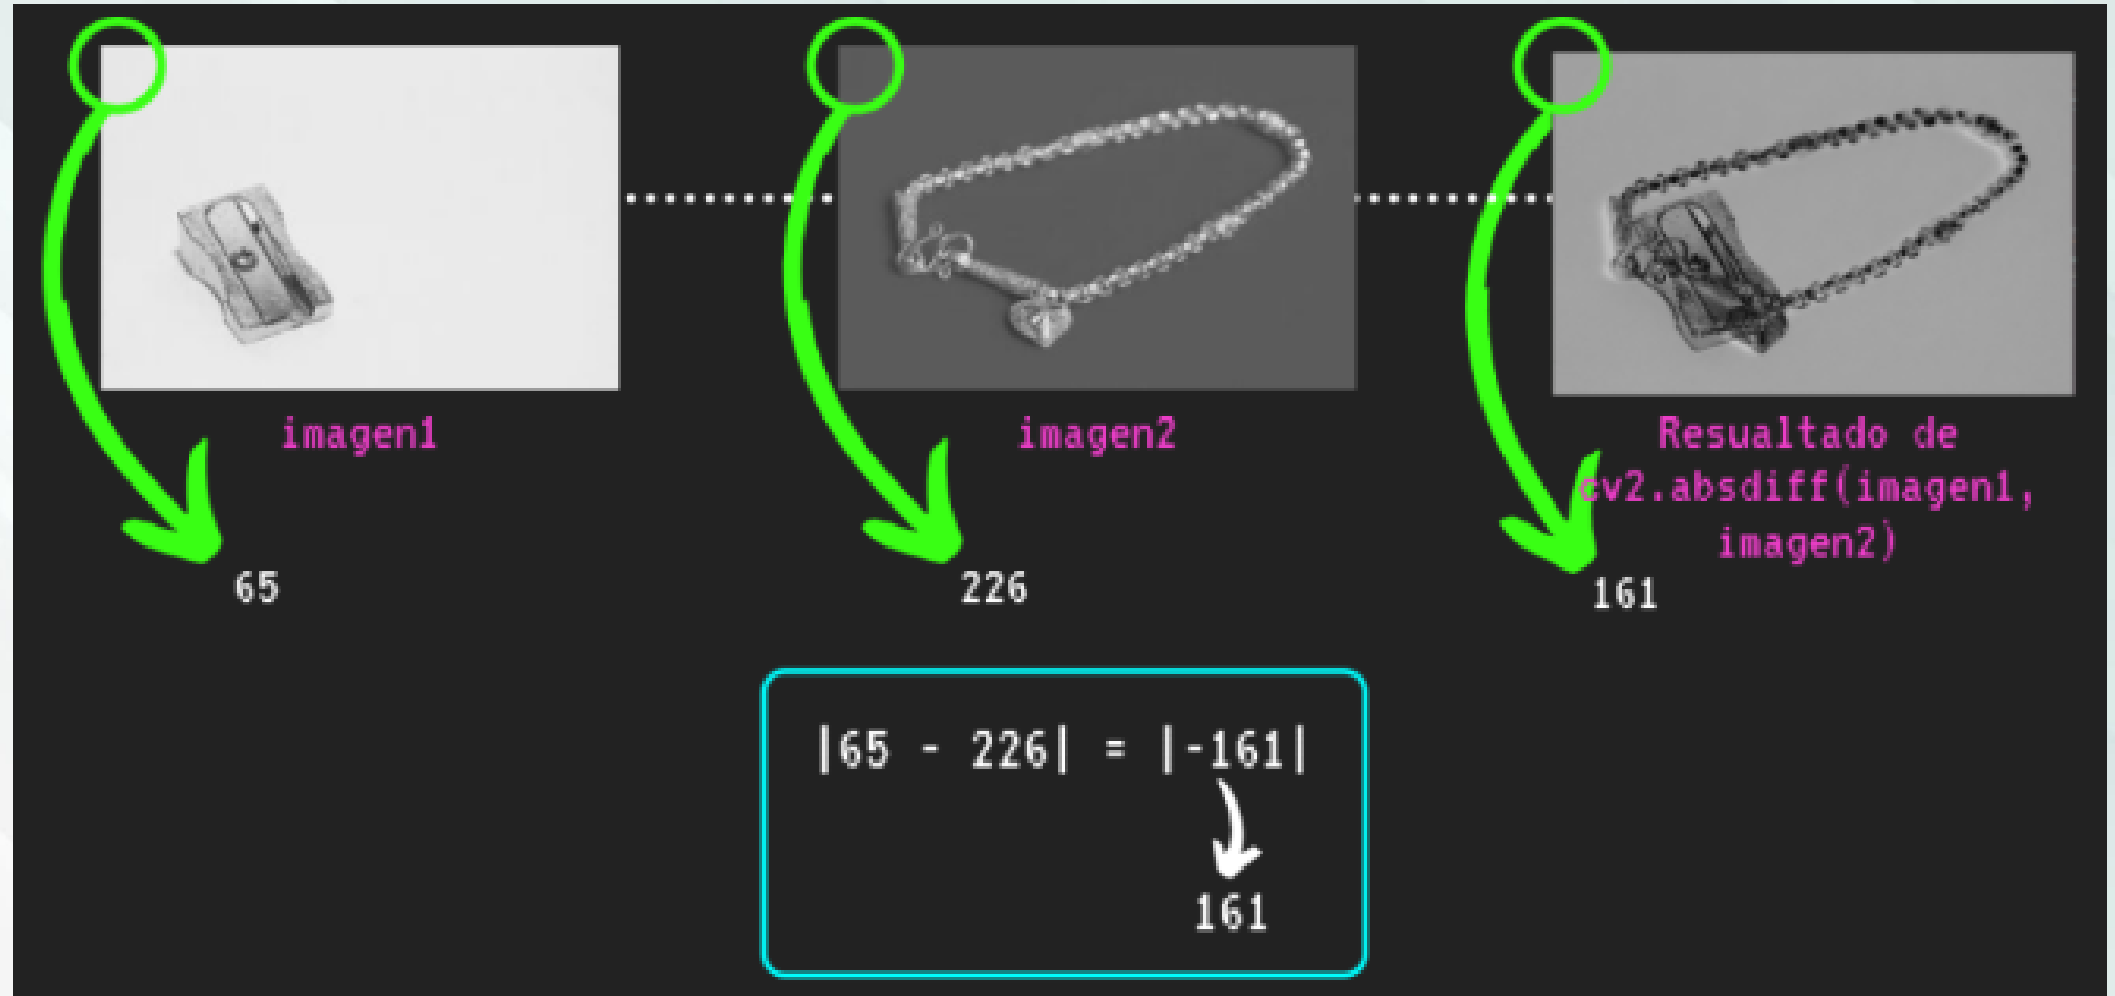 imagen1
imagen2
Resualtado de
cv2.absdiff(imagen1,
imagen2)
65
226
161
|65 - 226| = |-161|
161